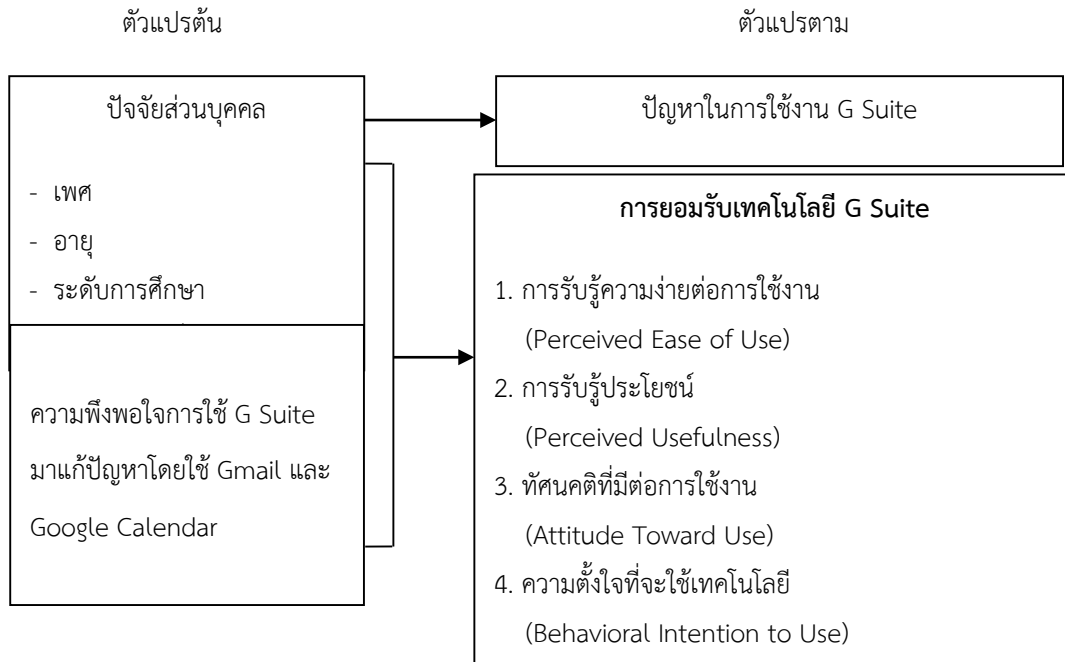 ตัวแปรต้น
ตัวแปรตาม
ปัจจัยส่วนบุคคล
- เพศ
- อายุ
- ระดับการศึกษา
ความพึงพอใจการใช้ G Suite
มาแก้ปัญหาโดยใช้ Gmail และ
Google Calendar
ปัญหาในการใช้งาน G Suite
การยอมรับเทคโนโลยี G Suite
1. การรับรู้ความง่ายต่อการใช้งาน
(Perceived Ease of Use)
2. การรับรู้ประโยชน์
(Perceived Usefulness)
3. ทัศนคติที่มีต่อการใช้งาน
(Attitude Toward Use)
4. ความตั้งใจที่จะใช้เทคโนโลยี
(Behavioral Intention to Use)